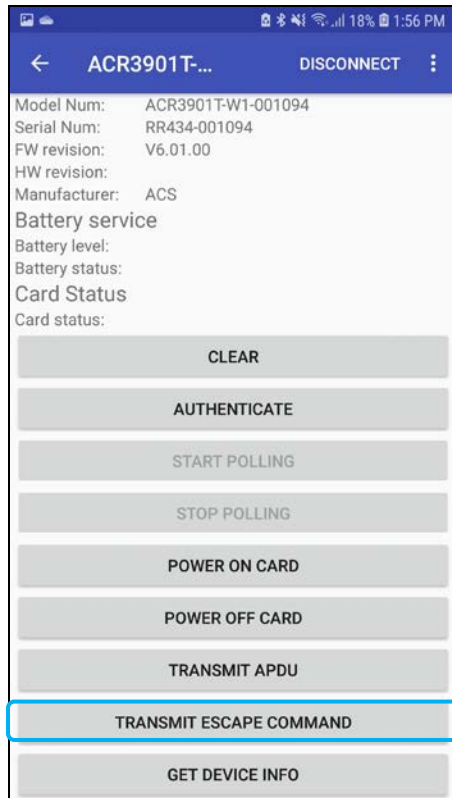 18% 1:56 PM
ACR3901T-... DISCONNECT
Model Num: ACR3901T-W1-001094
Serial Num: RR434-001094
FW revision: V6.01.00
HW revision:
Manufacturer: ACS
Battery service
Battery level:
Battery status:
Card Status
Card status:
CLEAR
AUTHENTICATE
START POLLING
STOP POLLING
POWER ON CARD
POWER OFF CARD
TRANSMIT APDU
TRANSMIT ESCAPE COMMAND
GET DEVICE INFO